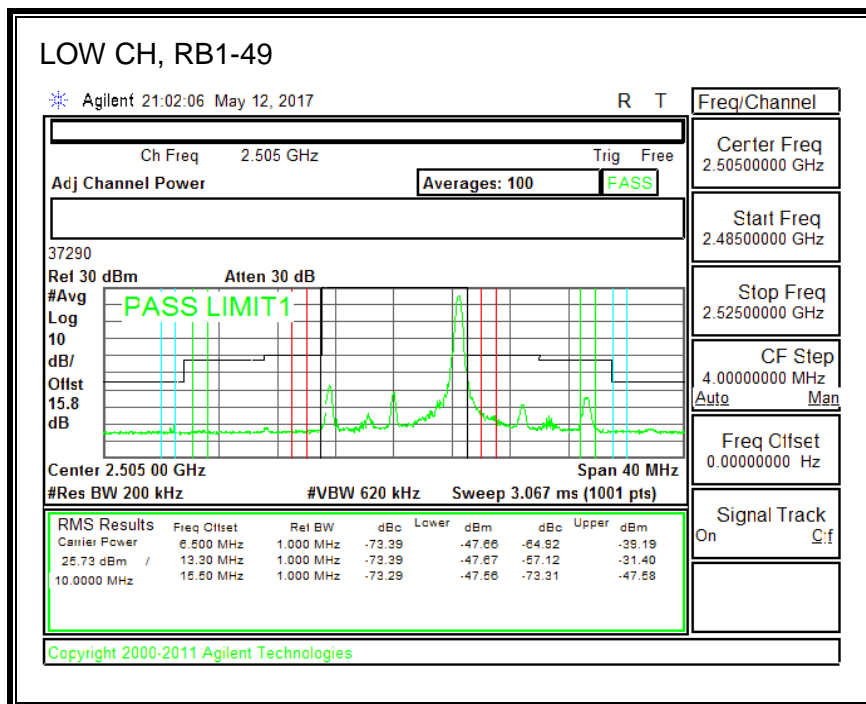 LOW CH, RB1-49
Agilent 21:02:06 May 12, 2017 R T
Freq/Channel
Ch Freq 2.505 GHz Trig Free
Adj Channel Power Averages: 100 PASS
37290
Ref 30 dBm Atten 30 dB
#Avg
Log
10
dB/
Offst
15.8
dB
PASS LIMIT1
Center 2.505 00 GHz Span 40 MHz
#Res BW 200 kHz #VBW 620 kHz Sweep 3.067 ms (1001 pts)
RMS Results Freq Offset Ref BW dBc Lower dBm dBc Upper dBm
Carrier Power 6.500 MHz 1.000 MHz -73.39 -47.66 -64.92 -39.19
25.73 dBm / 13.30 MHz 1.000 MHz -73.39 -47.67 -57.12 -31.40
10.0000 MHz 15.50 MHz 1.000 MHz -73.29 -47.56 -73.31 -47.58
Copyright 2000-2011 Agilent Technologies
Center Freq
2.50500000 GHz
Start Freq
2.48500000 GHz
Stop Freq
2.52500000 GHz
CF Step
4.00000000 MHz
Auto Man
Freq Offset
0.00000000 Hz
Signal Track
On Off